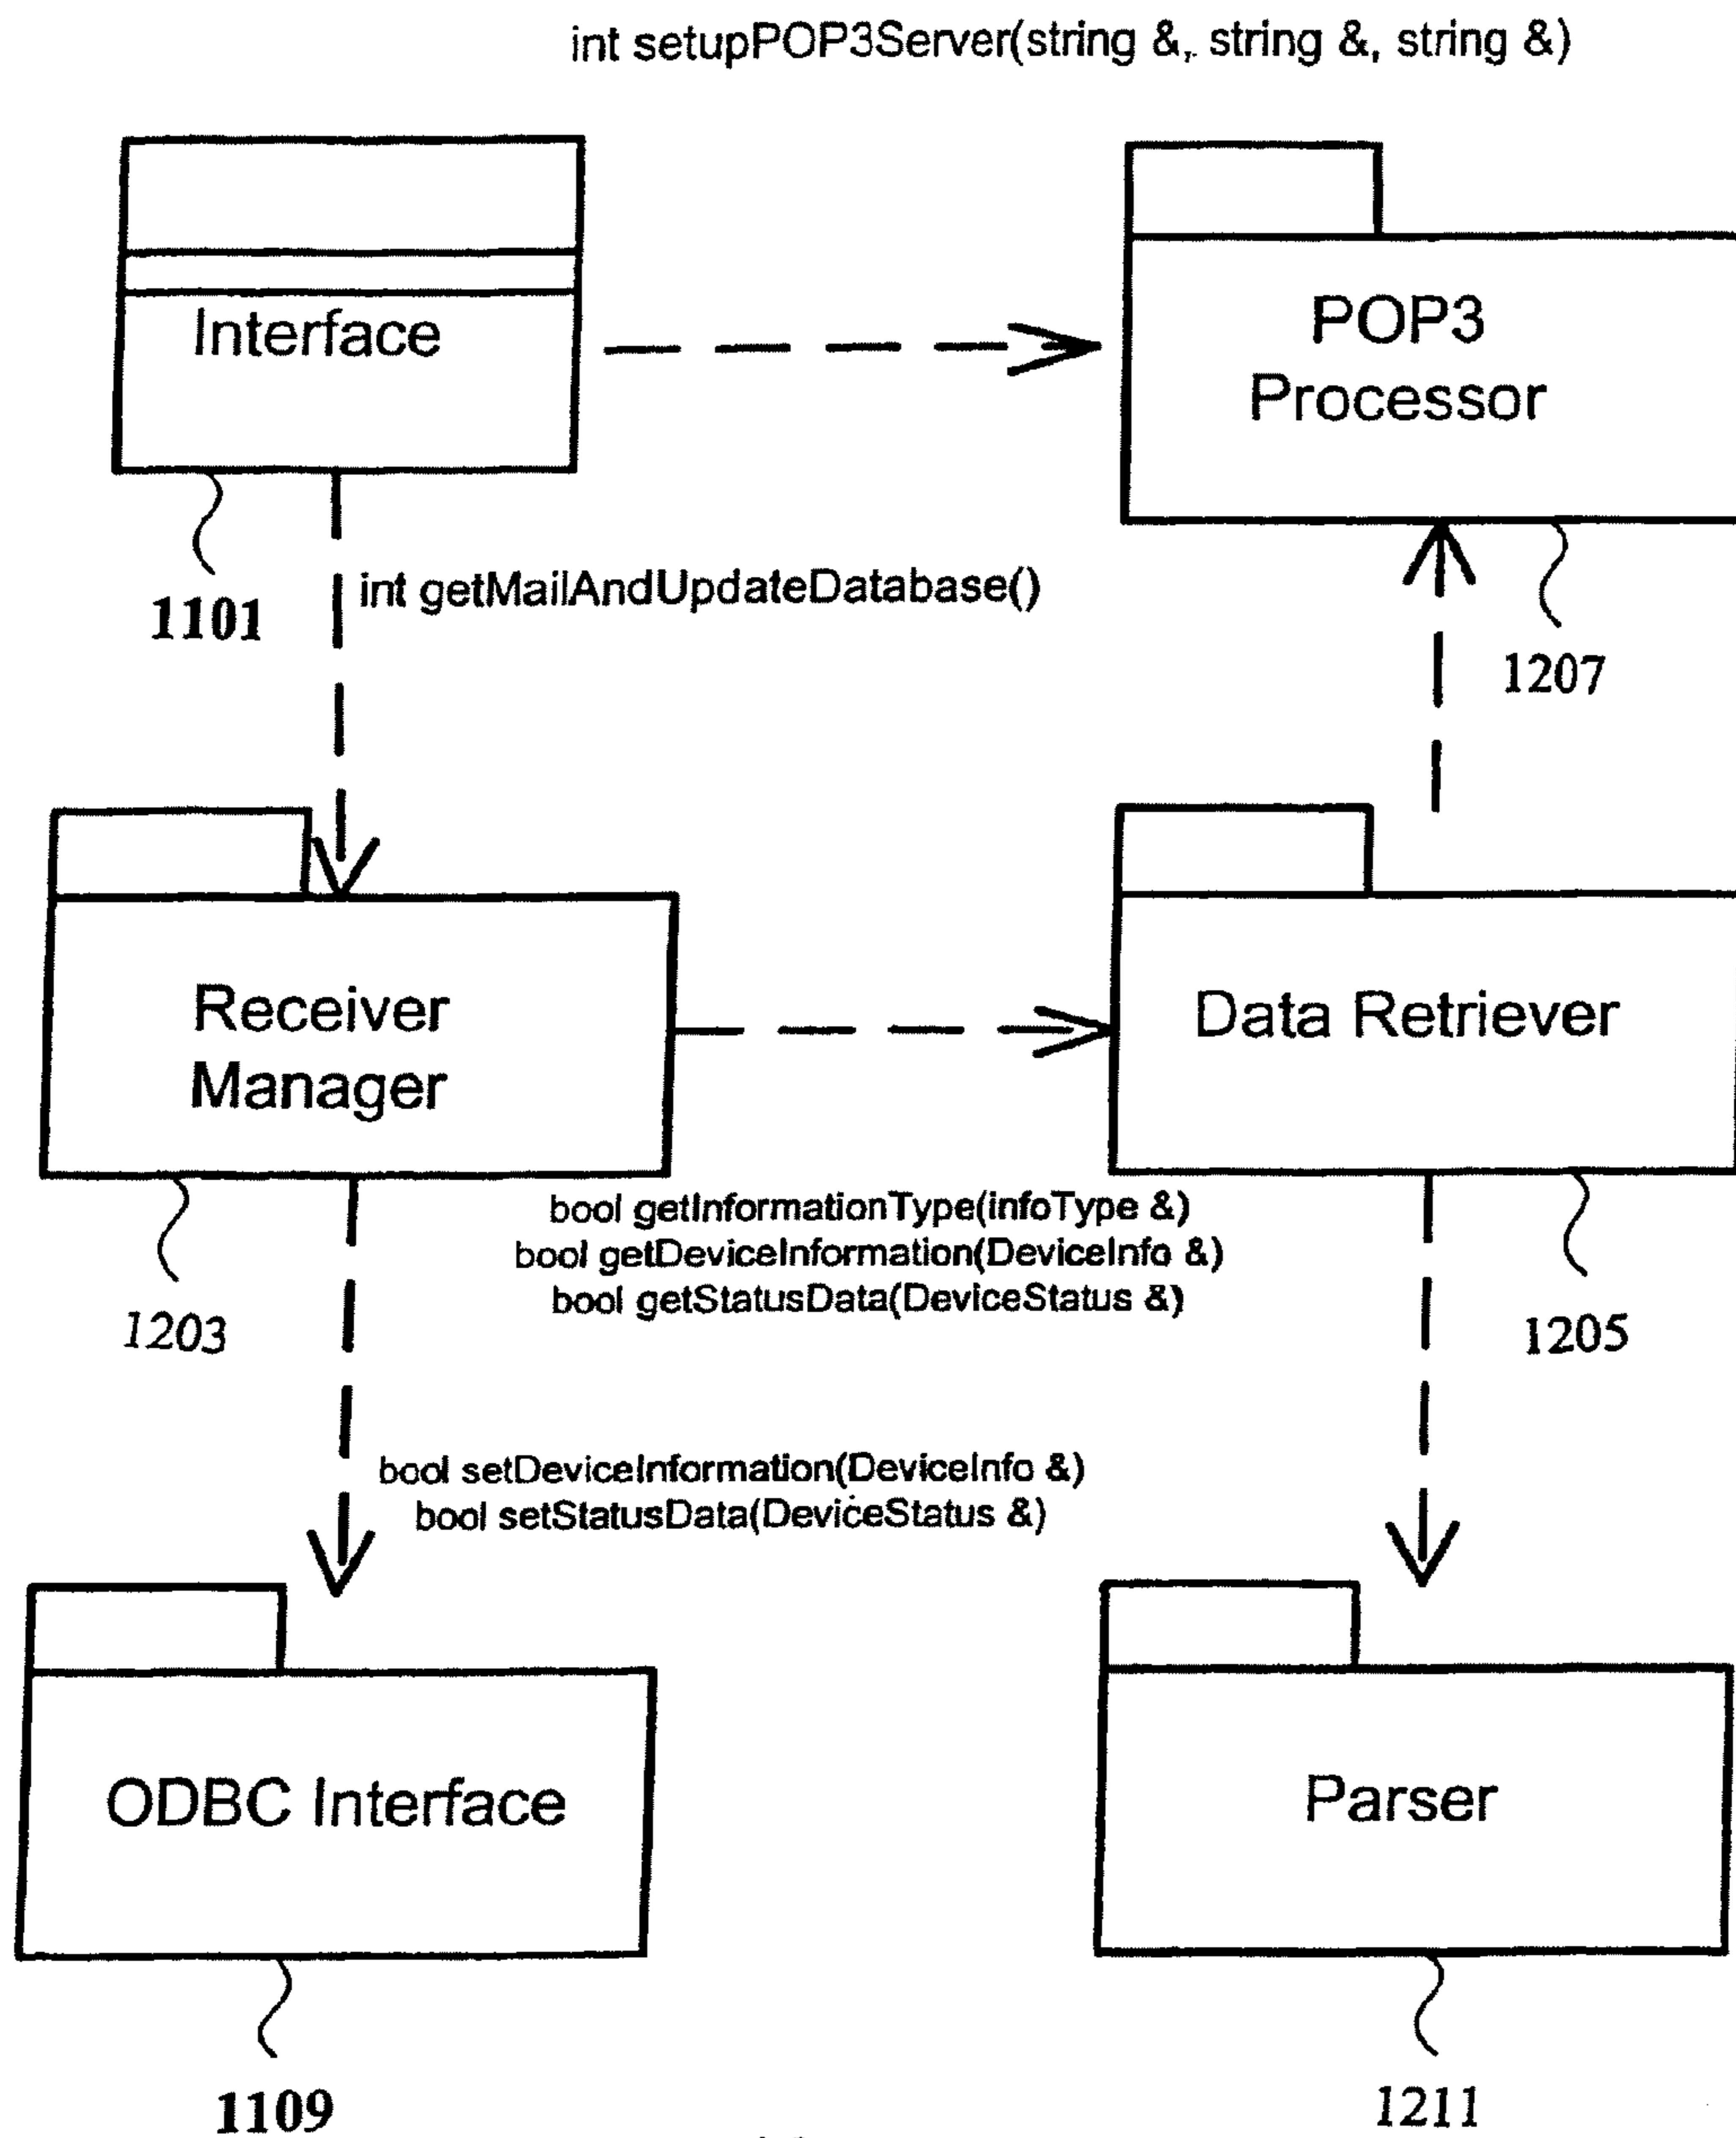 int setupPOP3Server(string &, string &, string &)
Interface
POP3
Processor
1101
int getMailAndUpdateDatabase()
1207
Receiver
Manager
Data Retriever
bool getInformationType(infoType &)
bool getDeviceInformation(DeviceInfo &)
bool getStatusData(DeviceStatus &)
1203
1205
bool setDeviceInformation(DeviceInfo &)
bool setStatusData(DeviceStatus &)
ODBC Interface
Parser
1109
1211